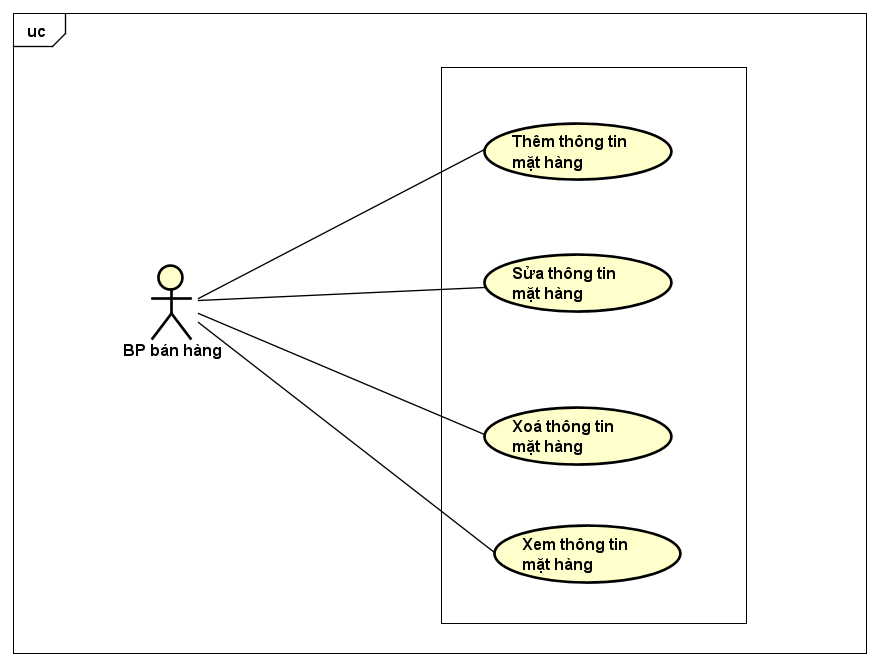 uc
Thêm thông tin
mặt hàng
Sửa thông tin
mặt hàng
BP bán hàng
Xoá thông tin
mặt hàng
Xem thông tin
mặt hàng